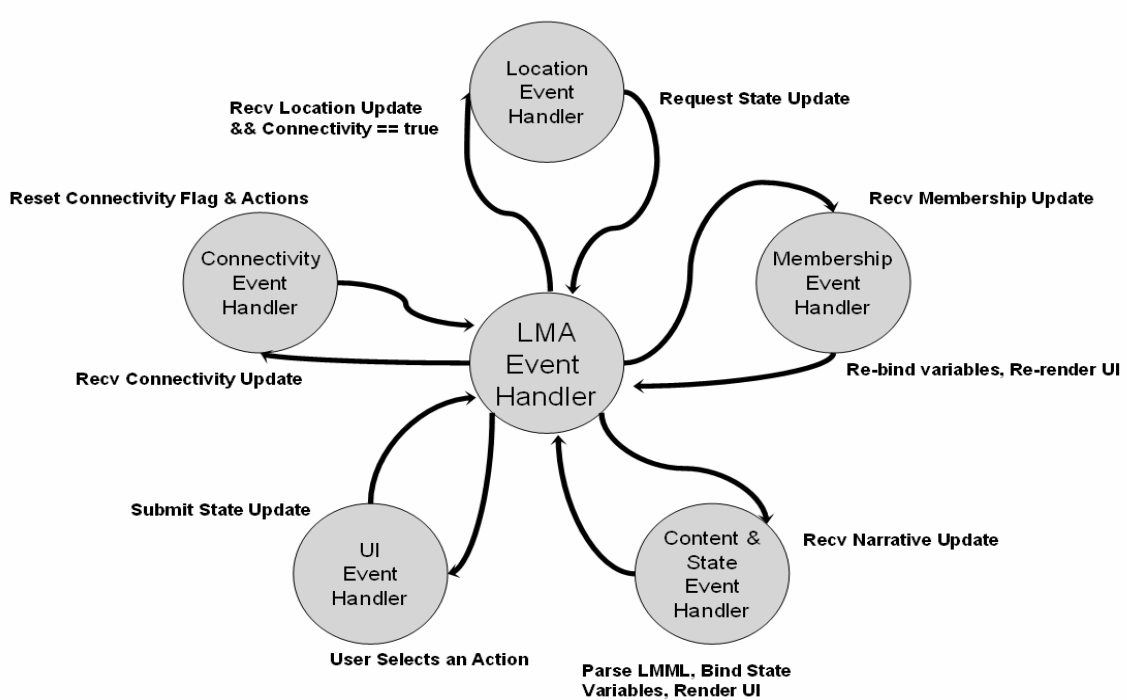 Location
Event
Handler
Recv Location Update
&& Connectivity == true
Request State Update
Reset Connectivity Flag & Actions
Recv Membership Update
Connectivity
Event
Handler
Membership
Event
Handler
LMA
Event
Handler
Recv Connectivity Update
Re-bind variables, Re-render UI
Submit State Update
UI
Event
Handler
Content &
State
Event
Handler
Recv Narrative Update
User Selects an Action
Parse LMML, Bind State
Variables, Render UI